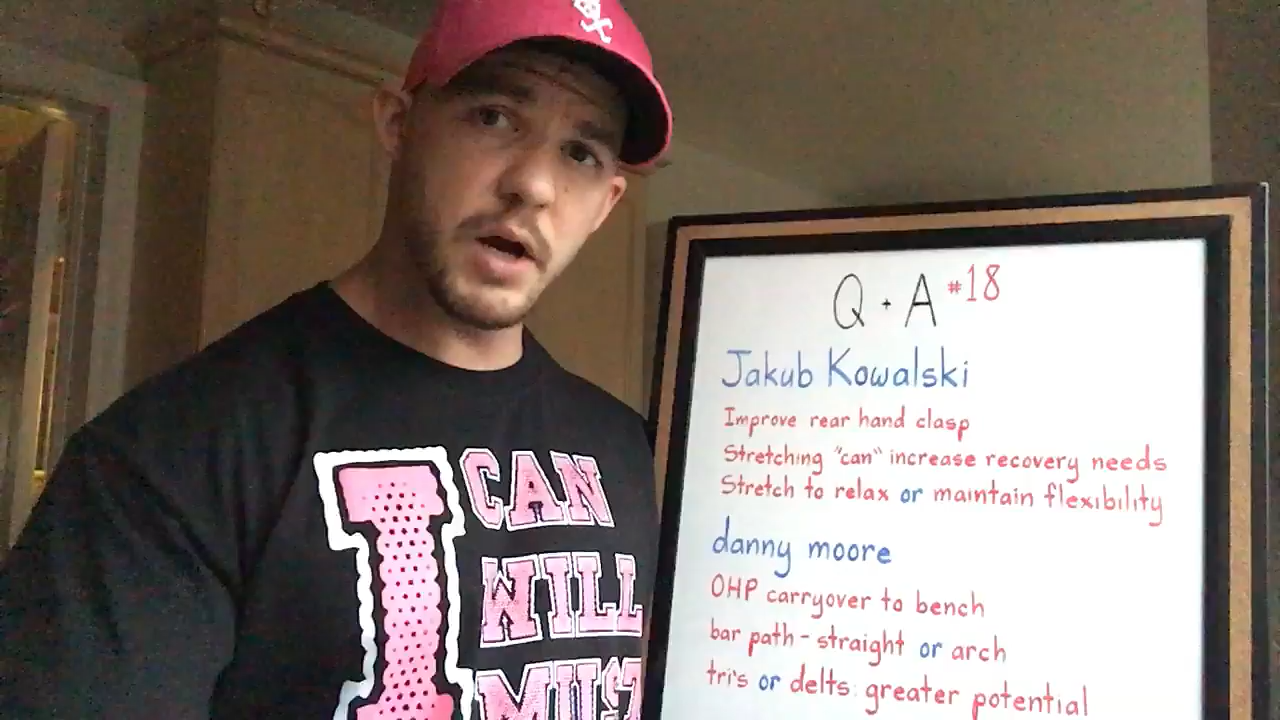 I
CAN
WILL
MUST
Q + A #18
Jakub Kowalski
Improve rear hand clasp
Stretching "can" increase recovery needs
Stretch to relax or maintain flexibility
danny moore
OHP carryover to bench
bar path - straight or arch
tri's or delts: greater potential